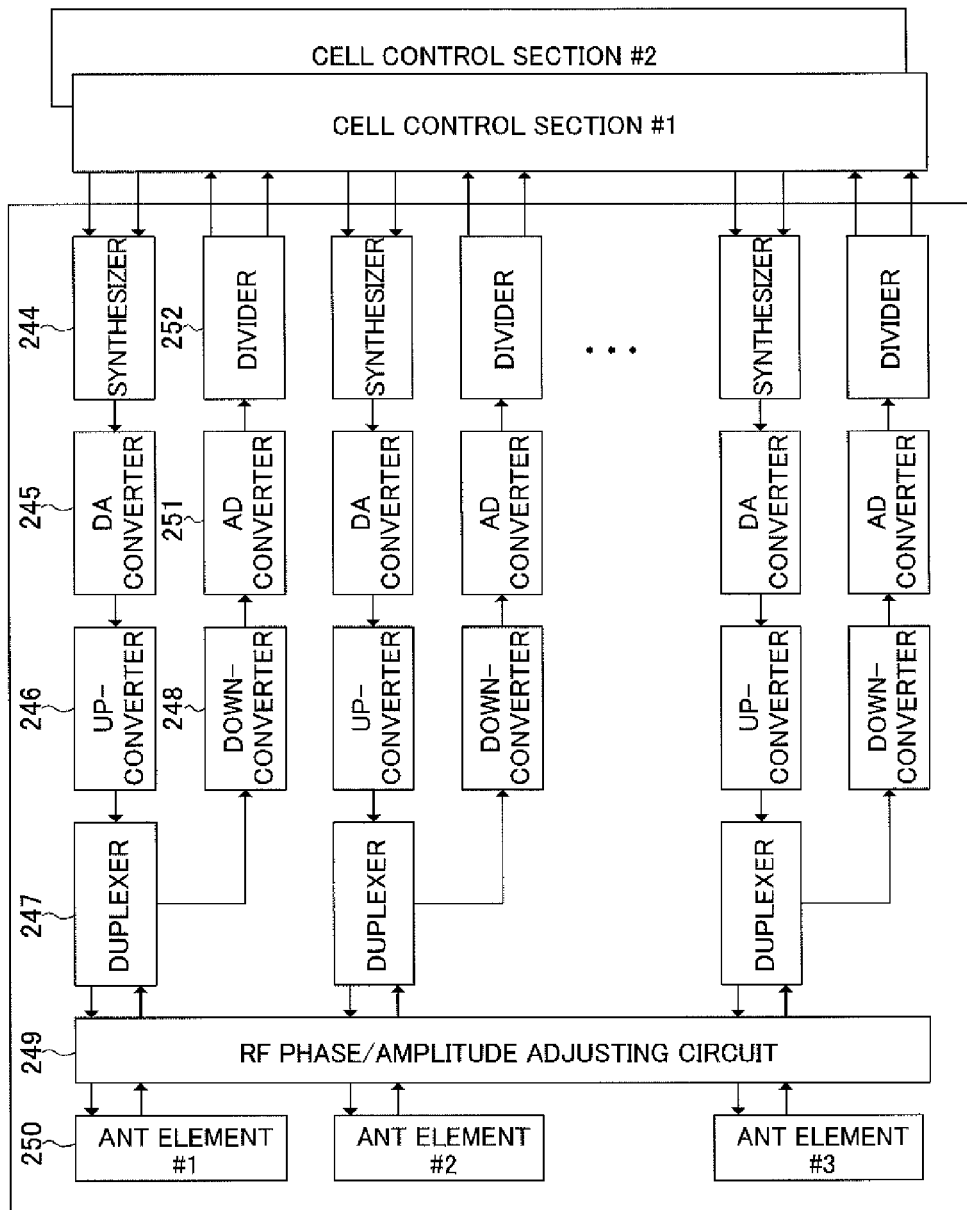 CELL CONTROL SECTION #2
CELL CONTROL SECTION #1
244
SYNTHESIZER
252
DIVIDER
SYNTHESIZER
DIVIDER
...
SYNTHESIZER
DIVIDER
245
DA
CONVERTER
251
AD
CONVERTER
DA
CONVERTER
AD
CONVERTER
DA
CONVERTER
AD
CONVERTER
246
UP-
CONVERTER
248
DOWN-
CONVERTER
UP-
CONVERTER
DOWN-
CONVERTER
UP-
CONVERTER
DOWN-
CONVERTER
247
DUPLEXER
DUPLEXER
DUPLEXER
249
RF PHASE/AMPLITUDE ADJUSTING CIRCUIT
250
ANT ELEMENT
#1
ANT ELEMENT
#2
ANT ELEMENT
#3